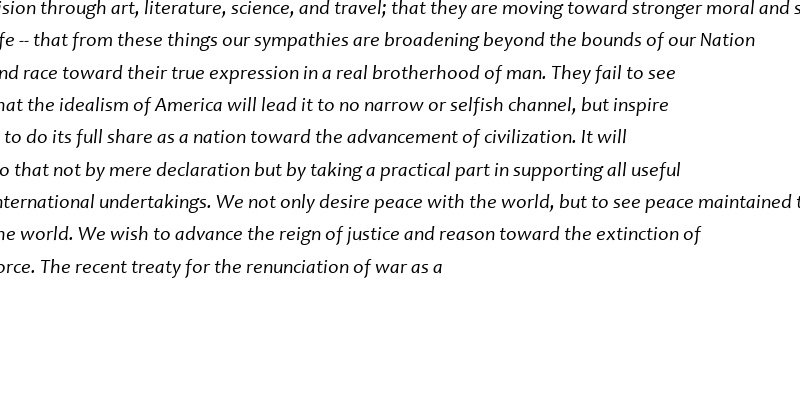 ision through art, literature, science, and travel; that they are moving toward stronger moral and s
fe -- that from these things our sympathies are broadening beyond the bounds of our Nation
nd race toward their true expression in a real brotherhood of man. They fail to see
hat the idealism of America will lead it to no narrow or selfish channel, but inspire
to do its full share as a nation toward the advancement of civilization. It will
o that not by mere declaration but by taking a practical part in supporting all useful
nternational undertakings. We not only desire peace with the world, but to see peace maintained t
he world. We wish to advance the reign of justice and reason toward the extinction of
orce. The recent treaty for the renunciation of war as a